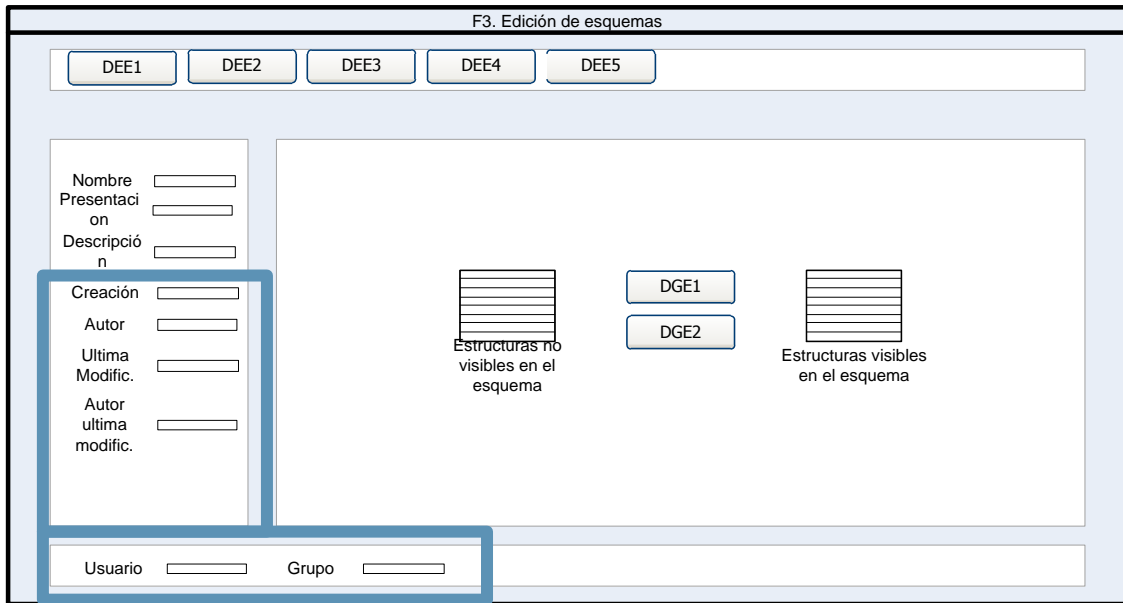 F3. Edición de esquemas
DEE1 DEE2 DEE3 DEE4 DEE5
Nombre
Presentaci
on
Descripció
n
Creación
Autor
Ultima
Modific.
Autor
ultima
modific.
Estructuras no
visibles en el
esquema
DGE1
DGE2
Estructuras visibles
en el esquema
Usuario Grupo